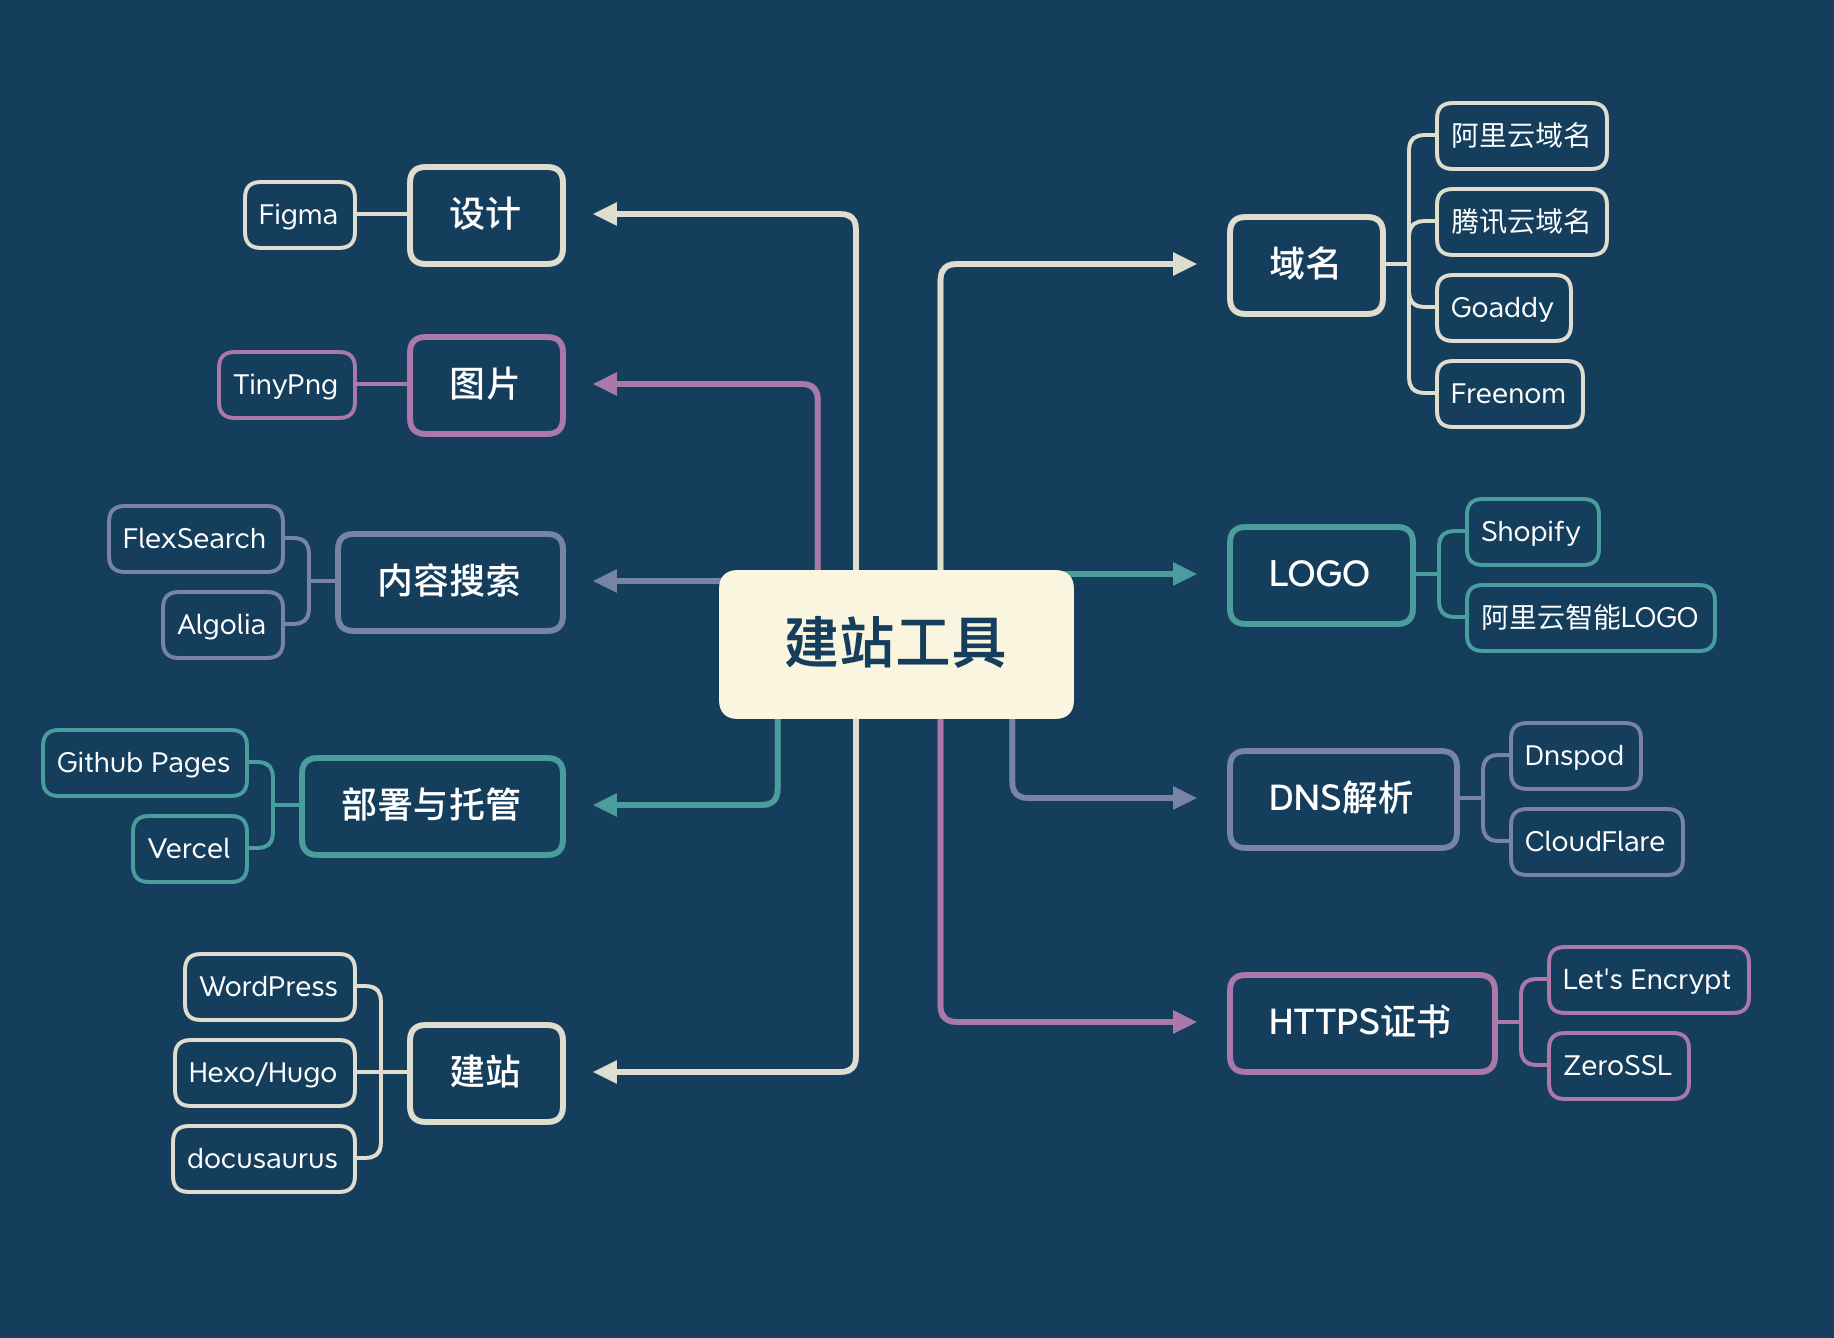 建站工具
域名
阿里云域名
腾讯云域名
Goaddy
Freenom
LOGO
Shopify
阿里云智能LOGO
DNS解析
Dnspod
CloudFlare
HTTPS证书
Let's Encrypt
ZeroSSL
设计
Figma
图片
TinyPng
内容搜索
FlexSearch
Algolia
部署与托管
Github Pages
Vercel
建站
WordPress
Hexo/Hugo
docusaurus